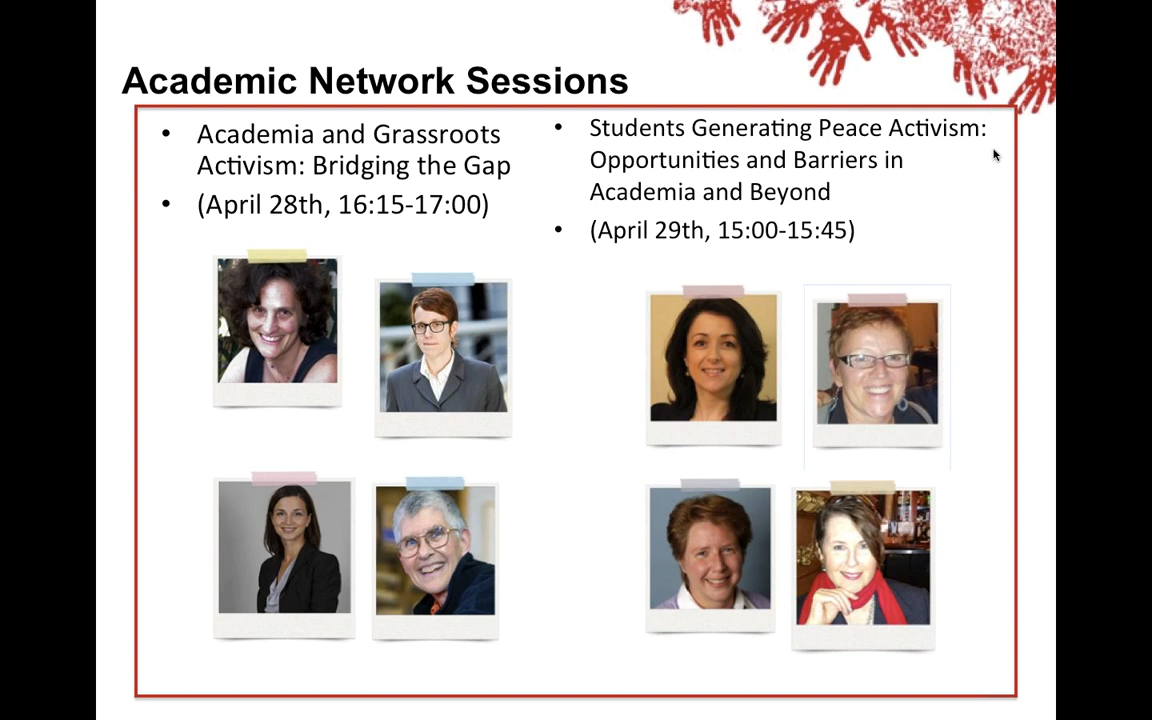 Academic Network Sessions
• Academia and Grassroots
Activism: Bridging the Gap
• (April 28th, 16:15-17:00)
• Students Generating Peace Activism:
Opportunities and Barriers in
Academia and Beyond
• (April 29th, 15:00-15:45)